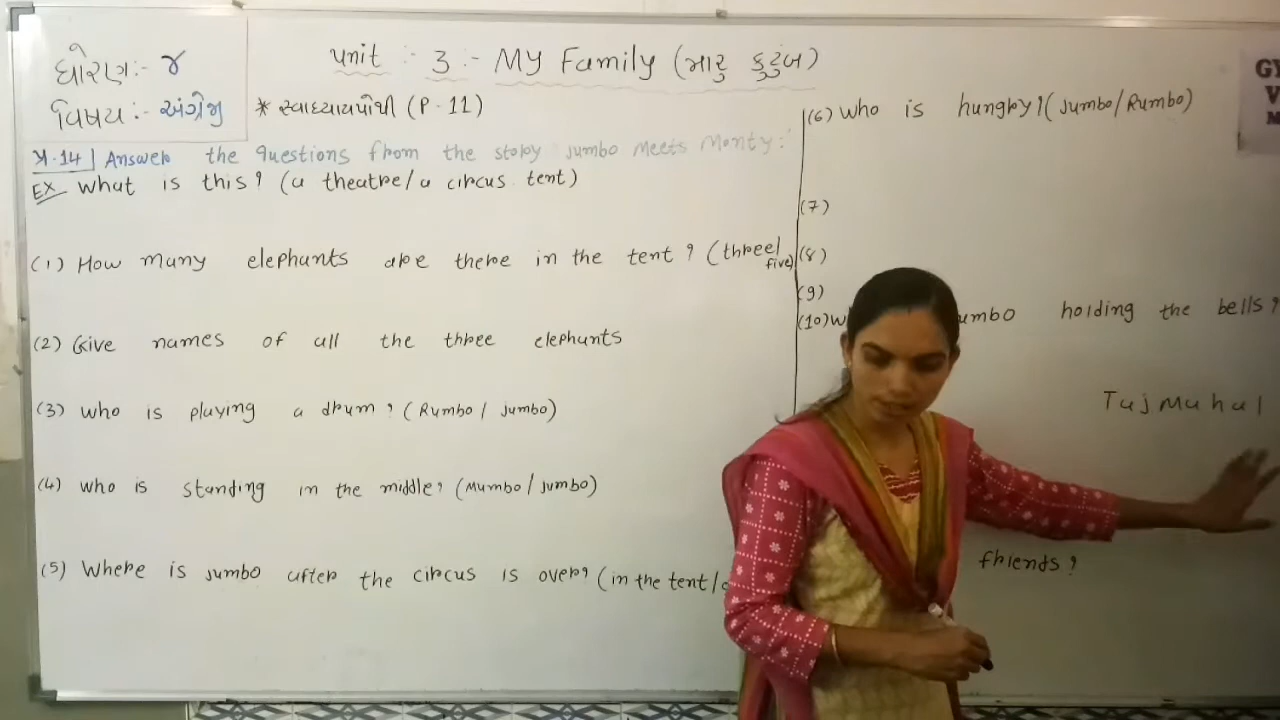 ધોરણ:- ૪
વિષય:- અંગ્રેજી
Unit :- 3 :- My Family (મારુ કુટુંબ)
* સ્વાધ્યાયપોથી (P-11)
પ્ર.14 | Answer the questions from the story Jumbo meets Monty:-
EX What is this? (a theatre/a circus tent)
(1) How many elephants are there in the tent? (three/five)
(2) Give names of all the three elephants
(3) who is playing a drum? (Rumbo / Jumbo)
(4) who is standing in the middle? (Mumbo / Jumbo)
(5) Where is Jumbo after the circus is over? (in the tent/
(6) Who is hungry? (Jumbo/Rumbo)
(7)
(8)
(9)
(10) W umbo holding the bells?
Taj Mahal
friends?
GY
V
M